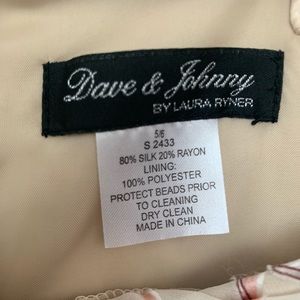 Dave & Johnny
BY LAURA RYNER
5/6
S 2433
80% SILK 20% RAYON
LINING:
100% POLYESTER
PROTECT BEADS PRIOR
TO CLEANING
DRY CLEAN
MADE IN CHINA